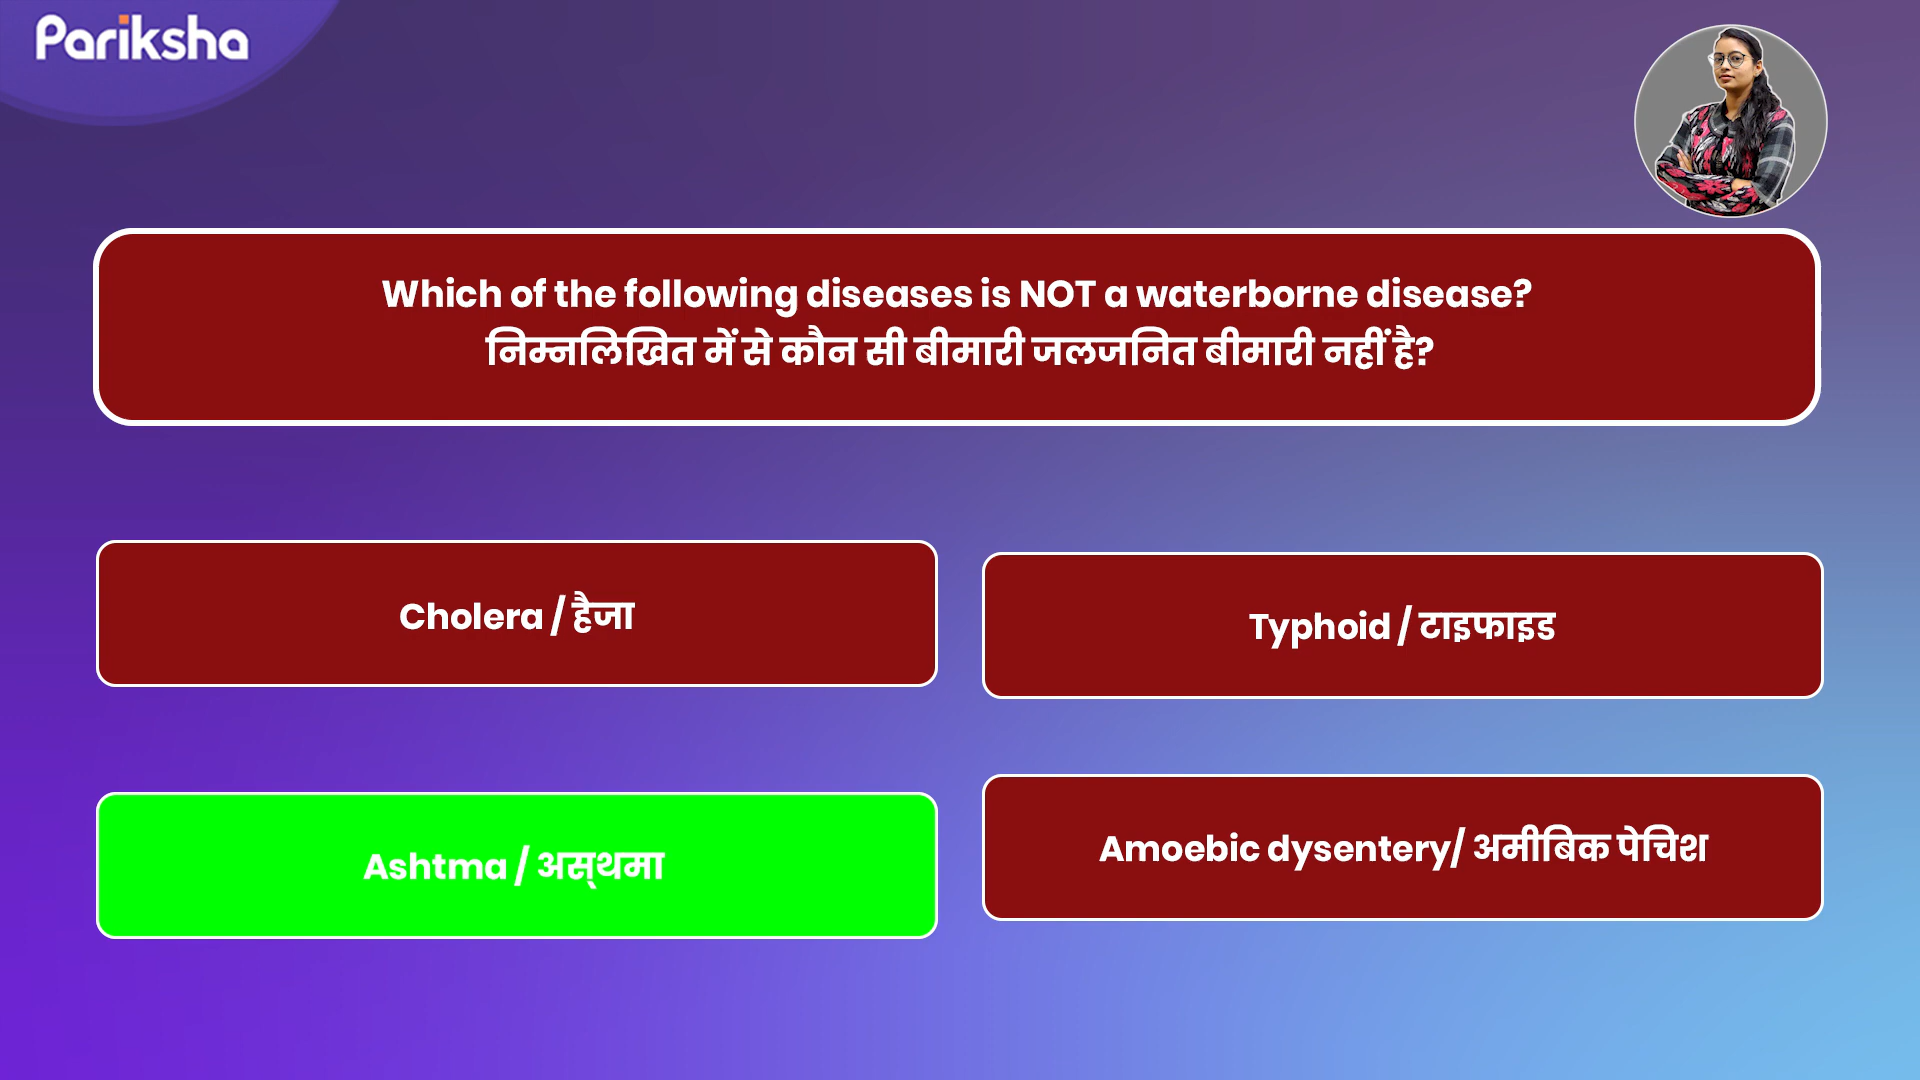 Pariksha
Which of the following diseases is NOT a waterborne disease?
निम्नलिखित में से कौन सी बीमारी जलजनित बीमारी नहीं है?
Cholera / हैजा
Typhoid / टाइफाइड
Ashtma / अस्‌थमा
Amoebic dysentery/ अमीबिक पेचिश